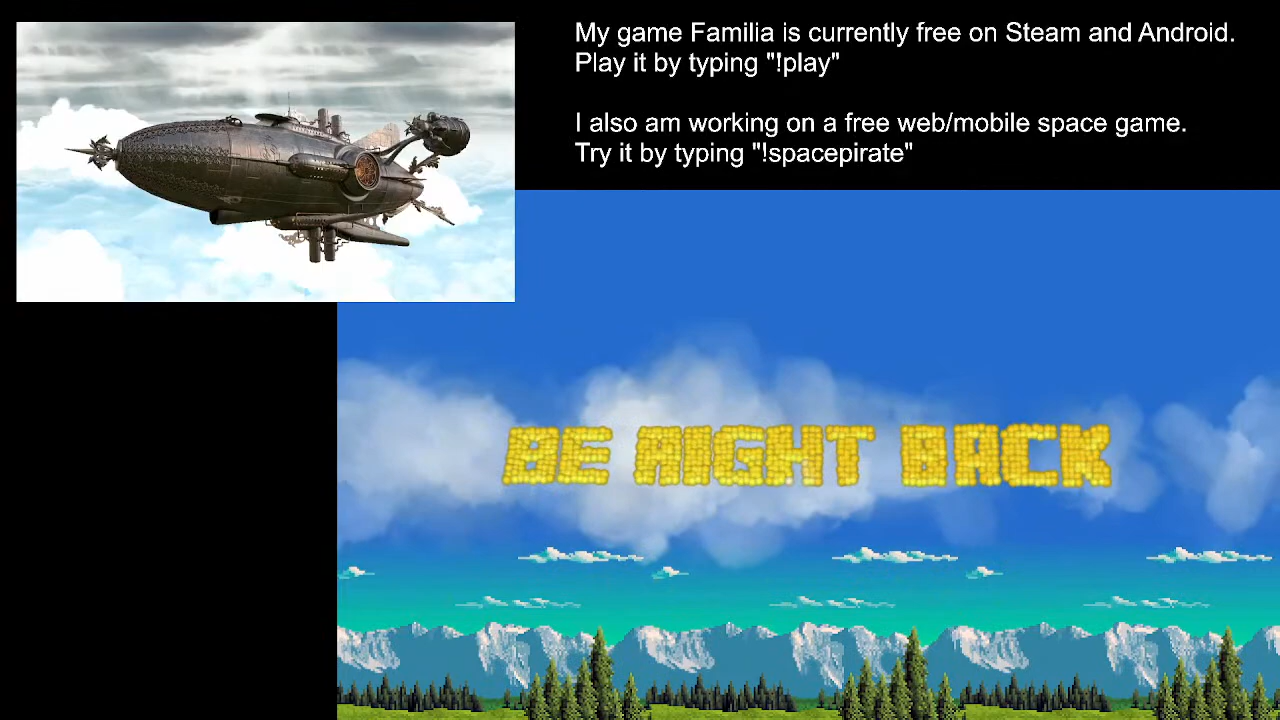 My game Familia is currently free on Steam and Android.
Play it by typing "!play"
I also am working on a free web/mobile space game.
Try it by typing "!spacepirate"
BE RIGHT BACK